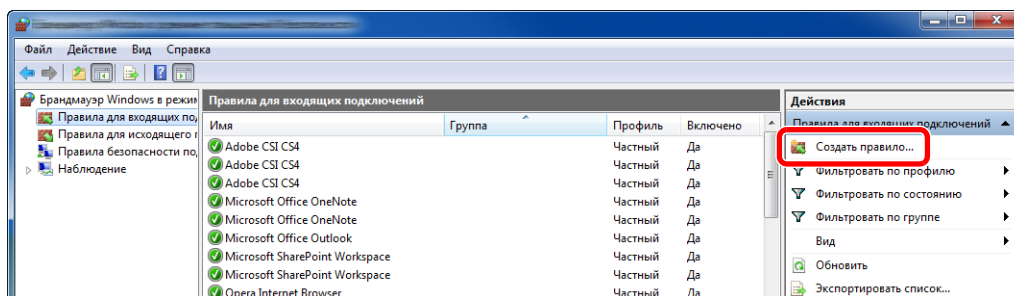 Файл Действие Вид Справка
Брандмауэр Windows в режим
Правила для входящих под
Правила для исходящего п
Правила безопасности по
Наблюдение
Правила для входящих подключений
Имя Группа Профиль Включено
Adobe CSI CS4 Частный Да
Adobe CSI CS4 Частный Да
Adobe CSI CS4 Частный Да
Microsoft Office OneNote Частный Да
Microsoft Office OneNote Частный Да
Microsoft Office Outlook Частный Да
Microsoft SharePoint Workspace Частный Да
Microsoft SharePoint Workspace Частный Да
Opera Internet Browser Частный Да
Действия
Правила для входящих подключений
Создать правило...
Фильтровать по профилю
Фильтровать по состоянию
Фильтровать по группе
Вид
Обновить
Экспортировать список...